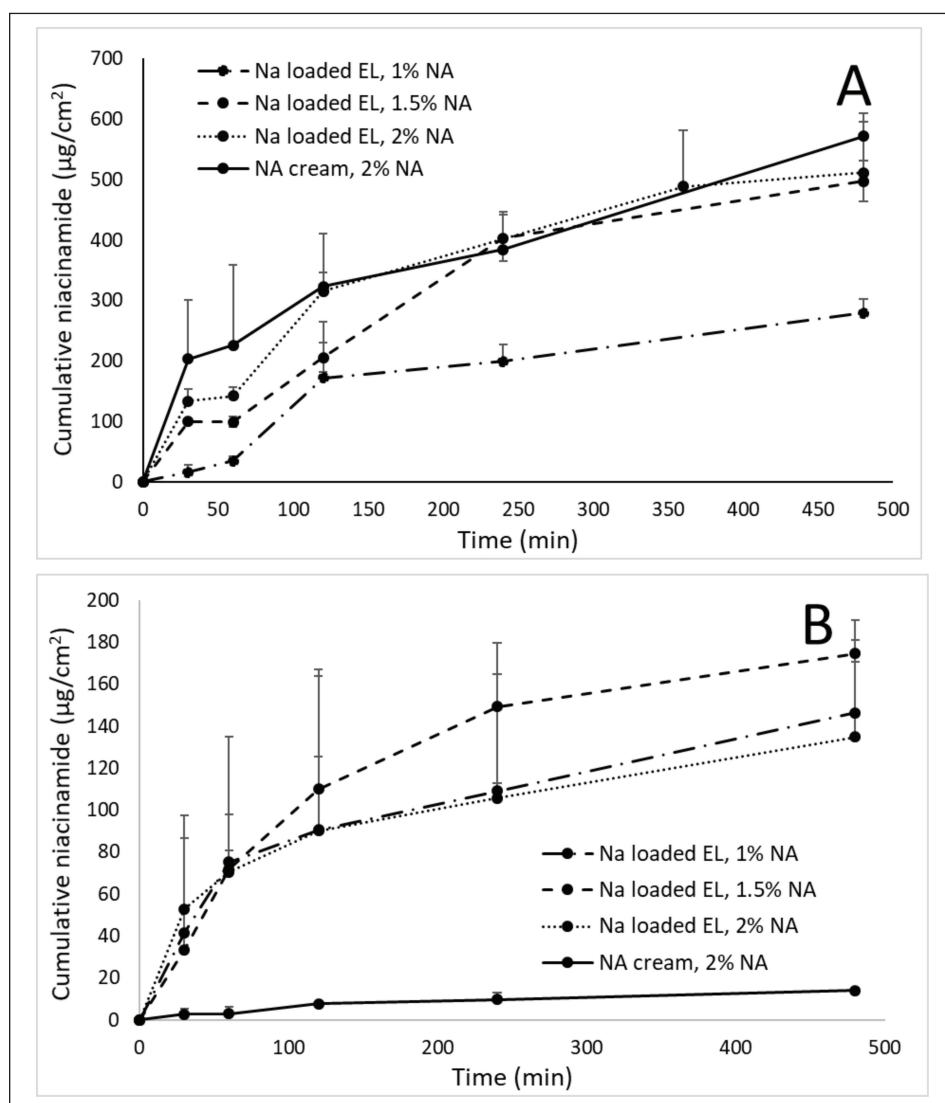 A
Na loaded EL, 1% NA
Na loaded EL, 1.5% NA
Na loaded EL, 2% NA
NA cream, 2% NA
Cumulative niacinamide (µg/cm²)
700
600
500
400
300
200
100
0
0 50 100 150 200 250 300 350 400 450 500
Time (min)
B
Cumulative niacinamide (µg/cm²)
200
180
160
140
120
100
80
60
40
20
0
Na loaded EL, 1% NA
Na loaded EL, 1.5% NA
Na loaded EL, 2% NA
NA cream, 2% NA
0 100 200 300 400 500
Time (min)